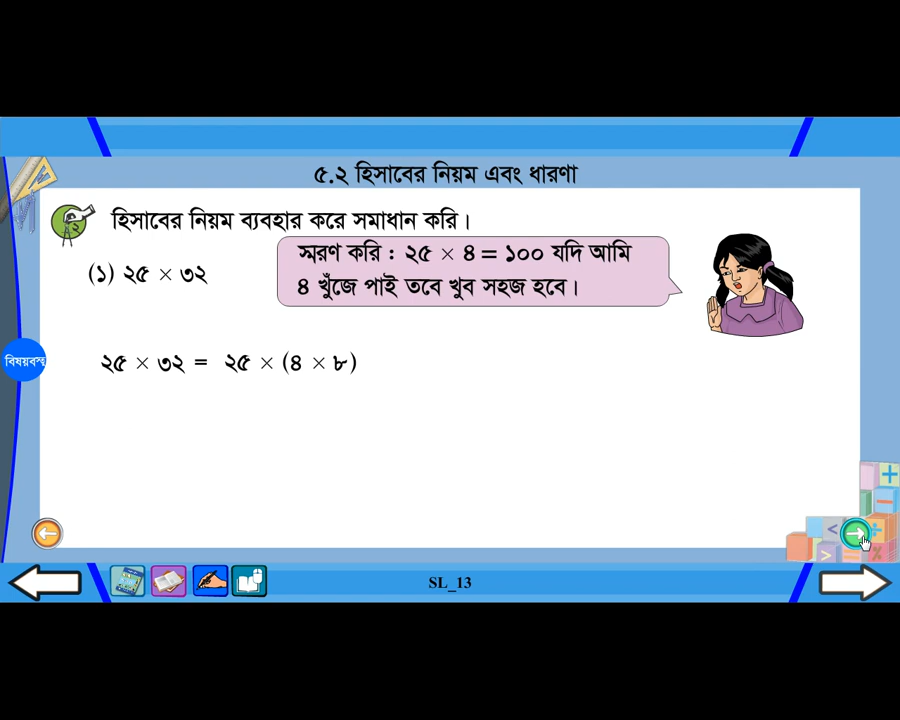 ৫.২ হিসাবের নিয়ম এবং ধারণা
২ হিসাবের নিয়ম ব্যবহার করে সমাধান করি।
স্মরণ করি : ২৫ × ৪ = ১০০ যদি আমি
৪ খুঁজে পাই তবে খুব সহজ হবে।
(১) ২৫ × ৩২
বিষয়বস্তু
২৫ × ৩২ = ২৫ × (৪ × ৮)
SL_13